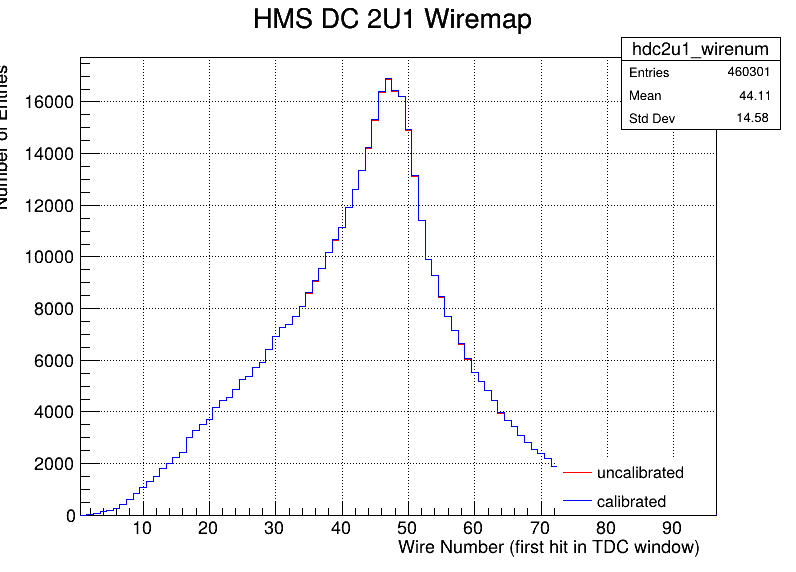 HMS DC 2U1 Wiremap
hdc2u1_wirenum
Entries 460301
Mean 44.11
Std Dev 14.58
Number of Entries
16000
14000
12000
10000
8000
6000
4000
2000
0
uncalibrated
calibrated
10 20 30 40 50 60 70 80 90
Wire Number (first hit in TDC window)